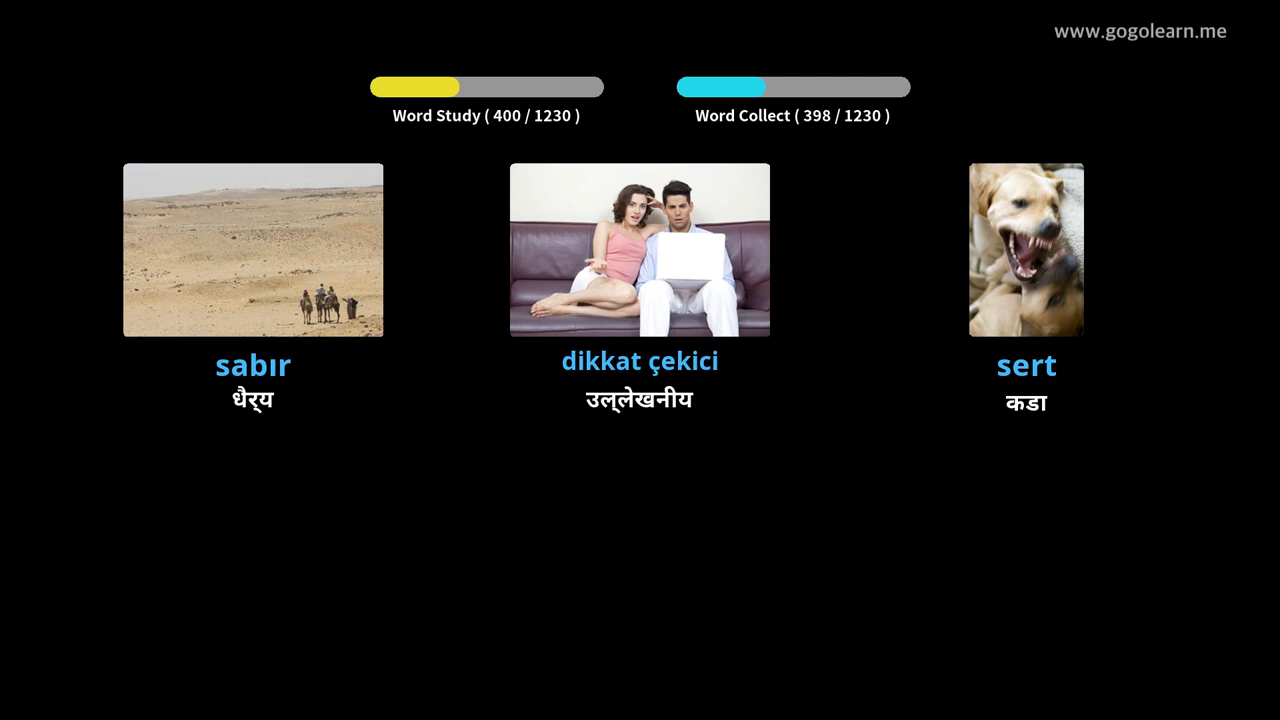 www.gogolearn.me
Word Study ( 400 / 1230 )
Word Collect ( 398 / 1230 )
sabır
धैर्य
dikkat çekici
उल्लेखनीय
sert
कडा